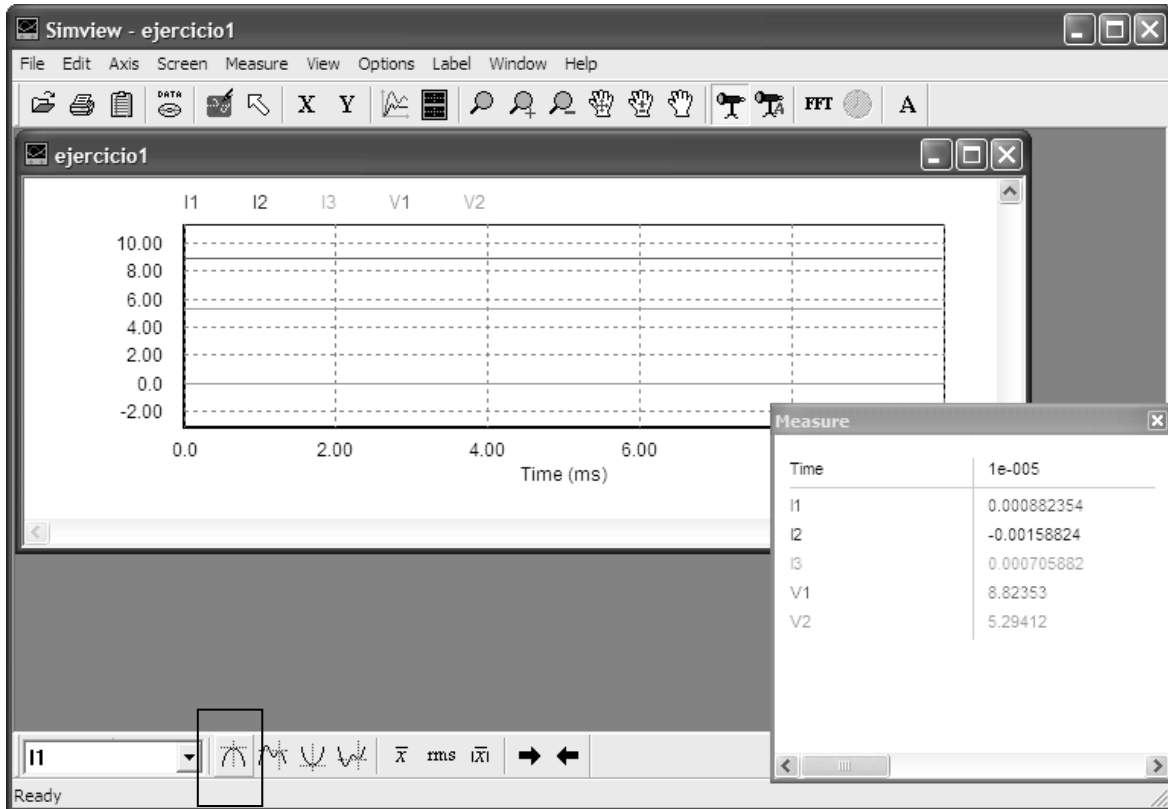 Simview - ejercicio1
File Edit Axis Screen Measure View Options Label Window Help
DATA X Y FFT A
ejercicio1
I1 I2 I3 V1 V2
10.00
8.00
6.00
4.00
2.00
0.0
-2.00
0.0 2.00 4.00 6.00
Time (ms)
Measure
Time 1e-005
I1 0.000882354
I2 -0.00158824
I3 0.000705882
V1 8.82353
V2 5.29412
I1 x rms |x|
Ready